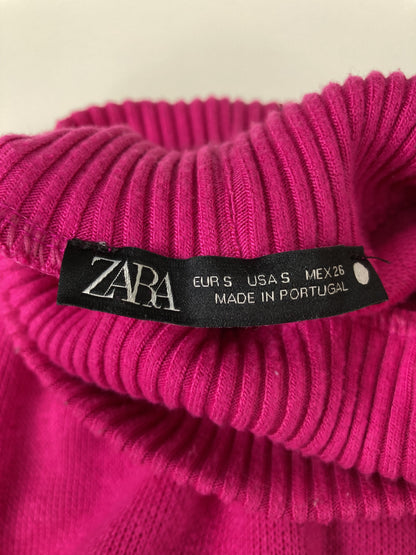 ZARA
EUR S USA S MEX 26
MADE IN PORTUGAL